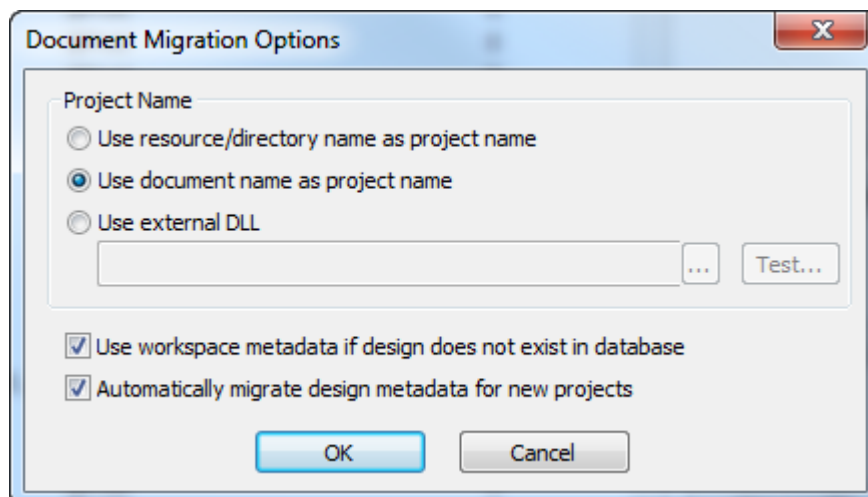 Document Migration Options
Project Name
Use resource/directory name as project name
Use document name as project name
Use external DLL
...
Test...
Use workspace metadata if design does not exist in database
Automatically migrate design metadata for new projects
OK
Cancel